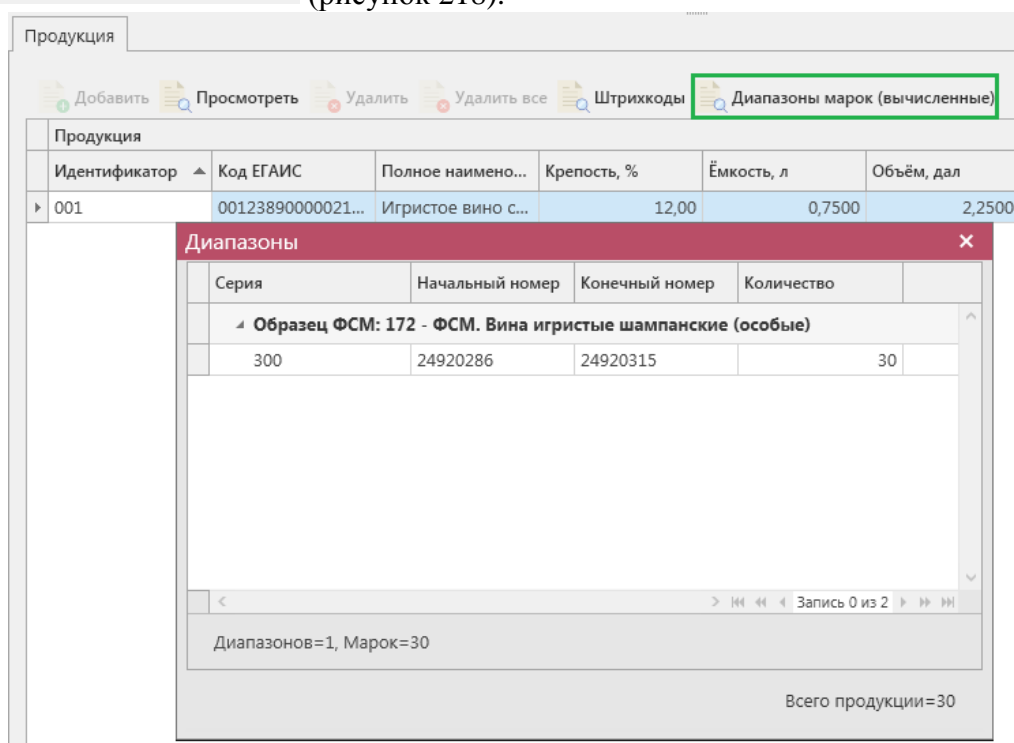 (рисунок 218).
Продукция
Добавить Просмотреть Удалить Удалить все Штрихкоды Диапазоны марок (вычисленные)
Продукция
Идентификатор Код ЕГАИС Полное наимено... Крепость, % Ёмкость, л Объём, дал
001 00123890000021... Игристое вино с... 12,00 0,7500 2,2500
Диапазоны
Серия Начальный номер Конечный номер Количество
Образец ФСМ: 172 - ФСМ. Вина игристые шампанские (особые)
300 24920286 24920315 30
Запись 0 из 2
Диапазонов=1, Марок=30
Всего продукции=30